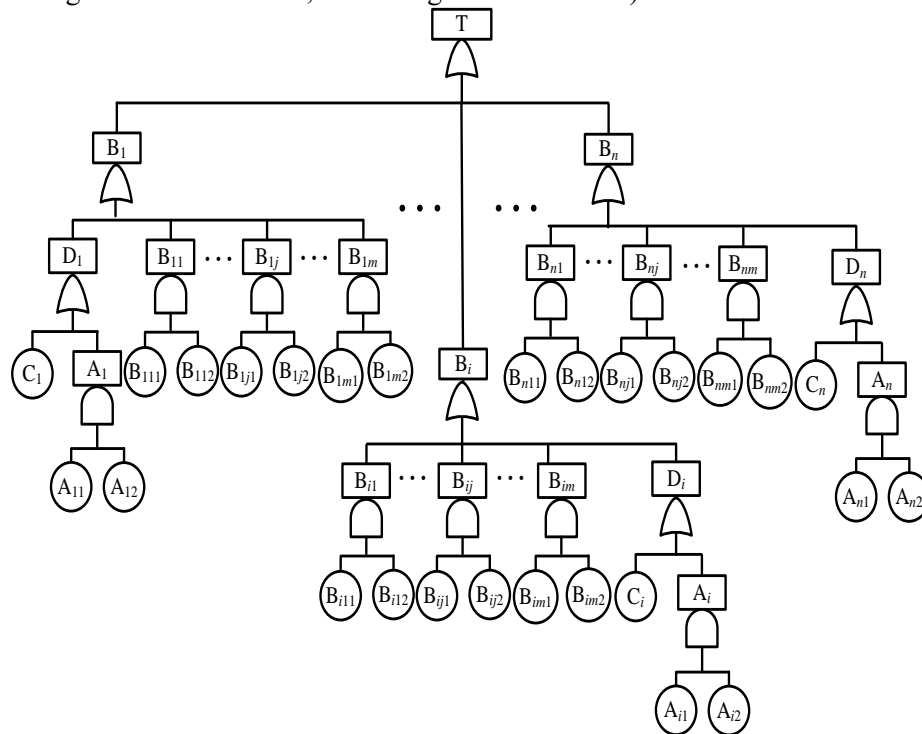 T
B₁ Bₙ
… …
D₁ B₁₁ … B₁ⱼ … B₁ₘ Bₙ₁ … Bₙⱼ … Bₙₘ Dₙ
C₁ A₁ B₁₁₁ B₁₁₂ B₁ⱼ₁ B₁ⱼ₂ B₁ₘ₁ B₁ₘ₂ Bᵢ Bₙ₁₁ Bₙ₁₂ Bₙⱼ₁ Bₙⱼ₂ Bₙₘ₁ Bₙₘ₂ Cₙ Aₙ
A₁₁ A₁₂ Bᵢ₁ … Bᵢⱼ … Bᵢₘ Dᵢ Aₙ₁ Aₙ₂
Bᵢ₁₁ Bᵢ₁₂ Bᵢⱼ₁ Bᵢⱼ₂ Bᵢₘ₁ Bᵢₘ₂ Cᵢ Aᵢ
Aᵢ₁ Aᵢ₂